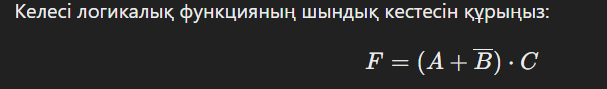 Келесі логикалық функцияның шындық кестесін құрыңыз:
F = (A + B̅) · C